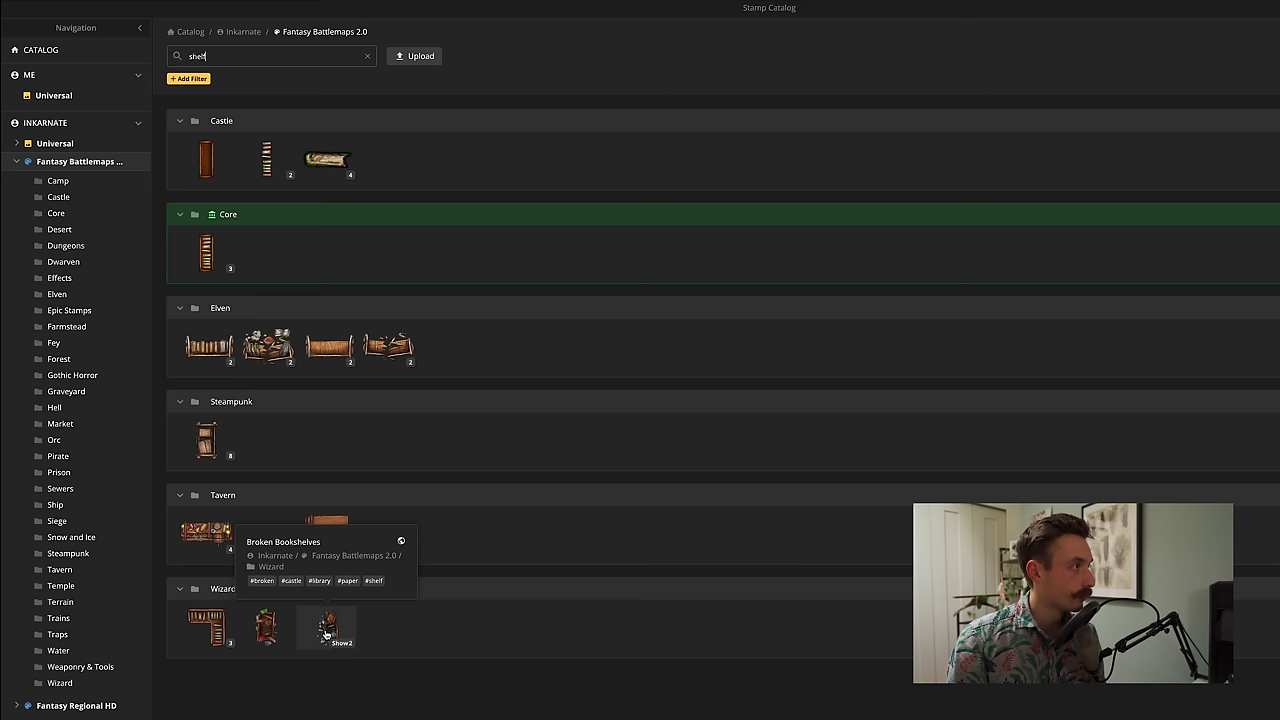 Stamp Catalog
Navigation
CATALOG
ME
Universal
INKARNATE
Universal
Fantasy Battlemaps ...
Camp
Castle
Core
Desert
Dungeons
Dwarven
Effects
Elven
Epic Stamps
Farmstead
Fey
Forest
Gothic Horror
Graveyard
Hell
Market
Orc
Pirate
Prison
Sewers
Ship
Siege
Snow and Ice
Steampunk
Tavern
Temple
Terrain
Trains
Traps
Water
Weaponry & Tools
Wizard
Fantasy Regional HD
Catalog / Inkarnate / Fantasy Battlemaps 2.0
shelf
Upload
+ Add Filter
Castle
2
4
Core
3
Elven
2
2
2
2
Steampunk
8
Tavern
4
Broken Bookshelves
Inkarnate / Fantasy Battlemaps 2.0 /
Wizard
#broken #castle #library #paper #shelf
Wizard
3
Show 2